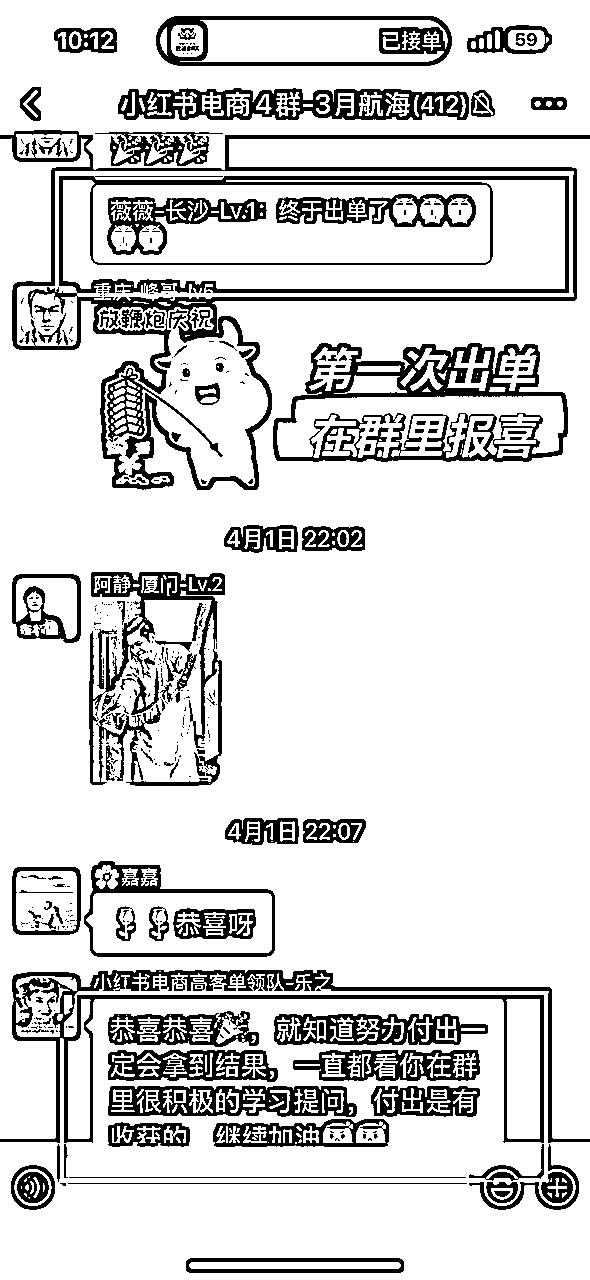 10:12
已接单
59
小红书电商4群-3月航海(412)
薇薇-长沙-Lv.1：终于出单了
重庆-峰哥-Lv5
放鞭炮庆祝
第一次出单
在群里报喜
4月1日 22:02
阿静-厦门-Lv.2
4月1日 22:07
嘉嘉
恭喜呀
小红书电商高客单领队-乐之
恭喜恭喜，就知道努力付出一
定会拿到结果，一直都看你在群
里很积极的学习提问，付出是有
收获的 继续加油